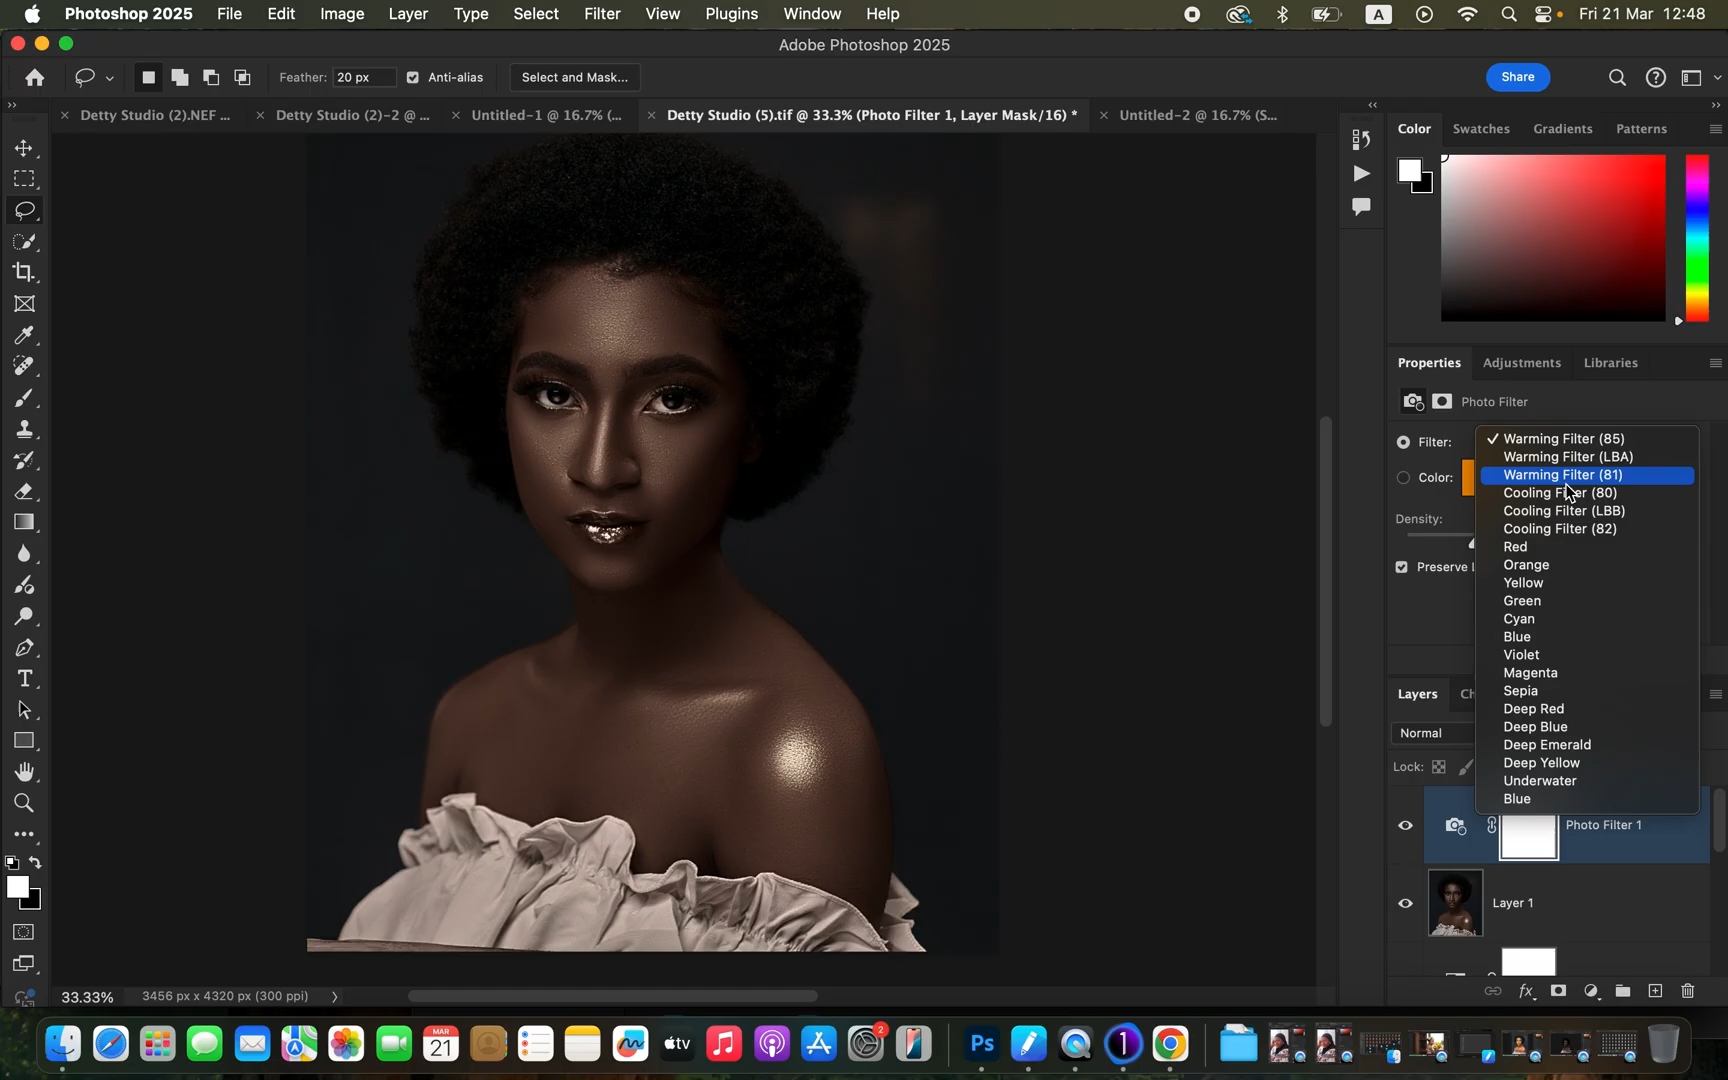 Photoshop 2025 File Edit Image Layer Type Select Filter View Plugins Window Help A Fri 21 Mar 12:48
Adobe Photoshop 2025
Feather: 20 px Anti-alias Select and Mask... Share
Detty Studio (2).NEF ... Detty Studio (2)-2 @ ... Untitled-1 @ 16.7% (... Detty Studio (5).tif @ 33.3% (Photo Filter 1, Layer Mask/16) * Untitled-2 @ 16.7% (S...
Color Swatches Gradients Patterns
Properties Adjustments Libraries
Photo Filter
Filter:
✓ Warming Filter (85)
Warming Filter (LBA)
Color:
Warming Filter (81)
Cooling Filter (80)
Cooling Filter (LBB)
Density:
Cooling Filter (82)
Red
Preserve
Orange
Yellow
Green
Cyan
Blue
Violet
Magenta
Layers
Sepia
Deep Red
Normal
Deep Blue
Deep Emerald
Lock:
Deep Yellow
Underwater
Blue
Photo Filter 1
Layer 1
33.33% 3456 px x 4320 px (300 ppi)
MAR
21
tv
2
Ps
1